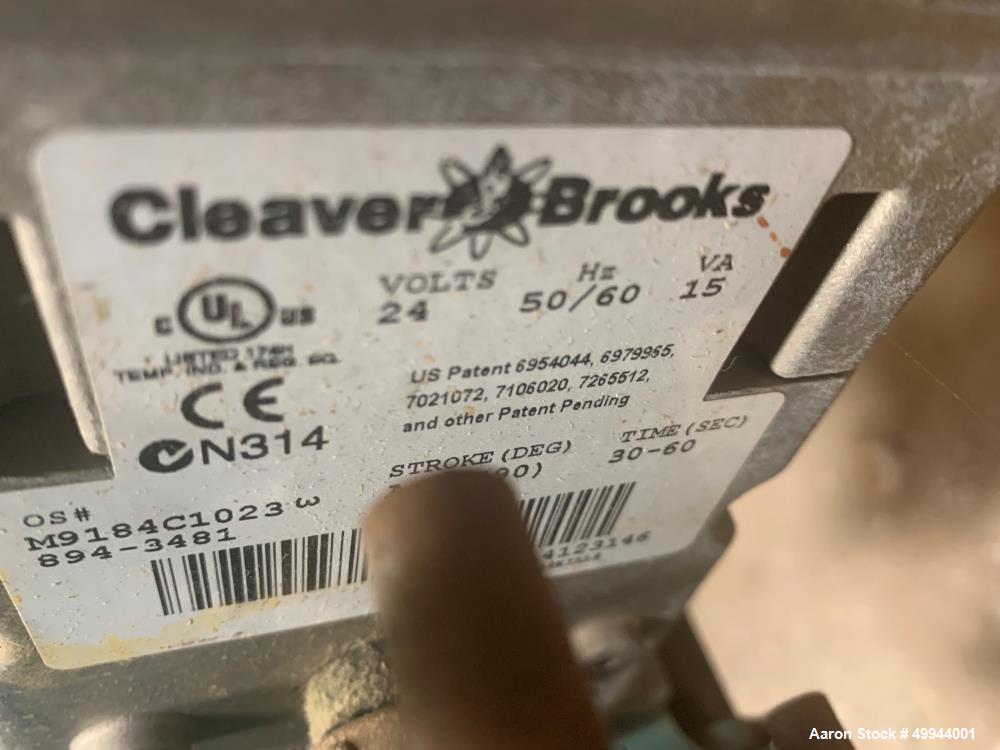 Cleaver Brooks
VOLTS Hz VA
24 50/60 15
C UL US
LISTED
TEMP. IND. & REG. EQ.
CE
N314
US Patent 6954044, 6979965,
7021072, 7106020, 7265512,
and other Patent Pending
STROKE (DEG) TIME (SEC)
90) 30-60
OS#
M9184C1023 W
894-3481
4123146
Aaron Stock # 49944001